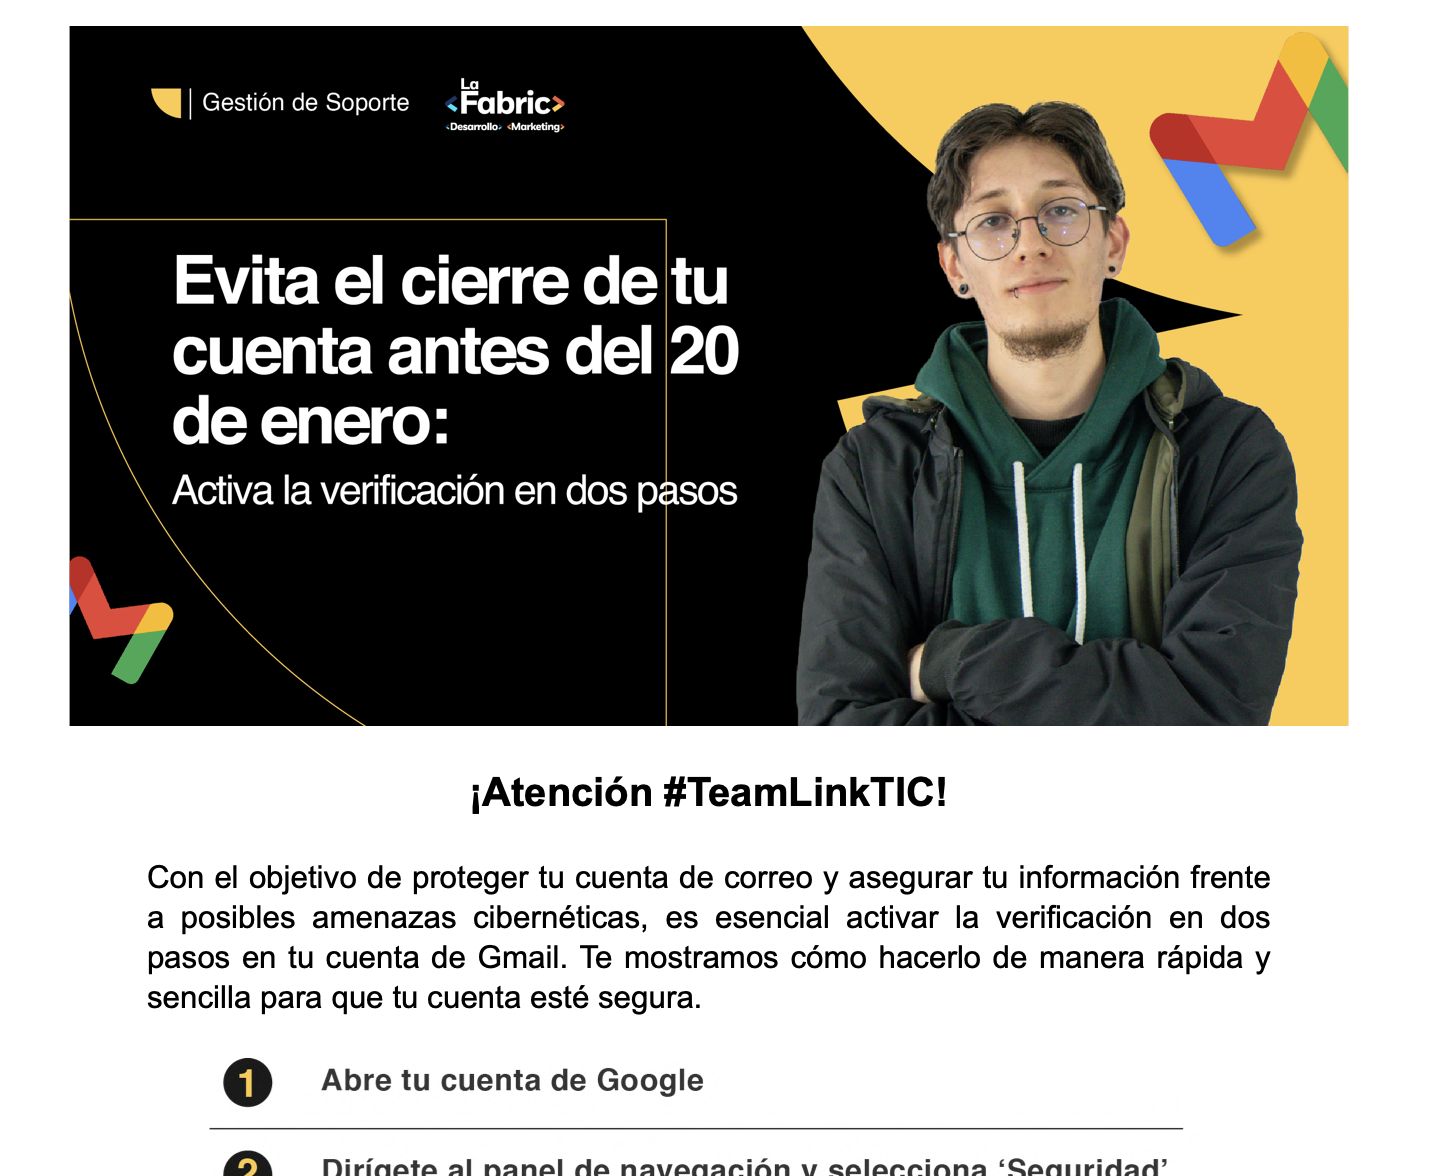 Gestión de Soporte
La
Fabric
Desarrollo Marketing
Evita el cierre de tu
cuenta antes del 20
de enero:
Activa la verificación en dos pasos
¡Atención #TeamLinkTIC!
Con el objetivo de proteger tu cuenta de correo y asegurar tu información frente
a posibles amenazas cibernéticas, es esencial activar la verificación en dos
pasos en tu cuenta de Gmail. Te mostramos cómo hacerlo de manera rápida y
sencilla para que tu cuenta esté segura.
1 Abre tu cuenta de Google
2 Dirígete al panel de navegación y selecciona ‘Seguridad’